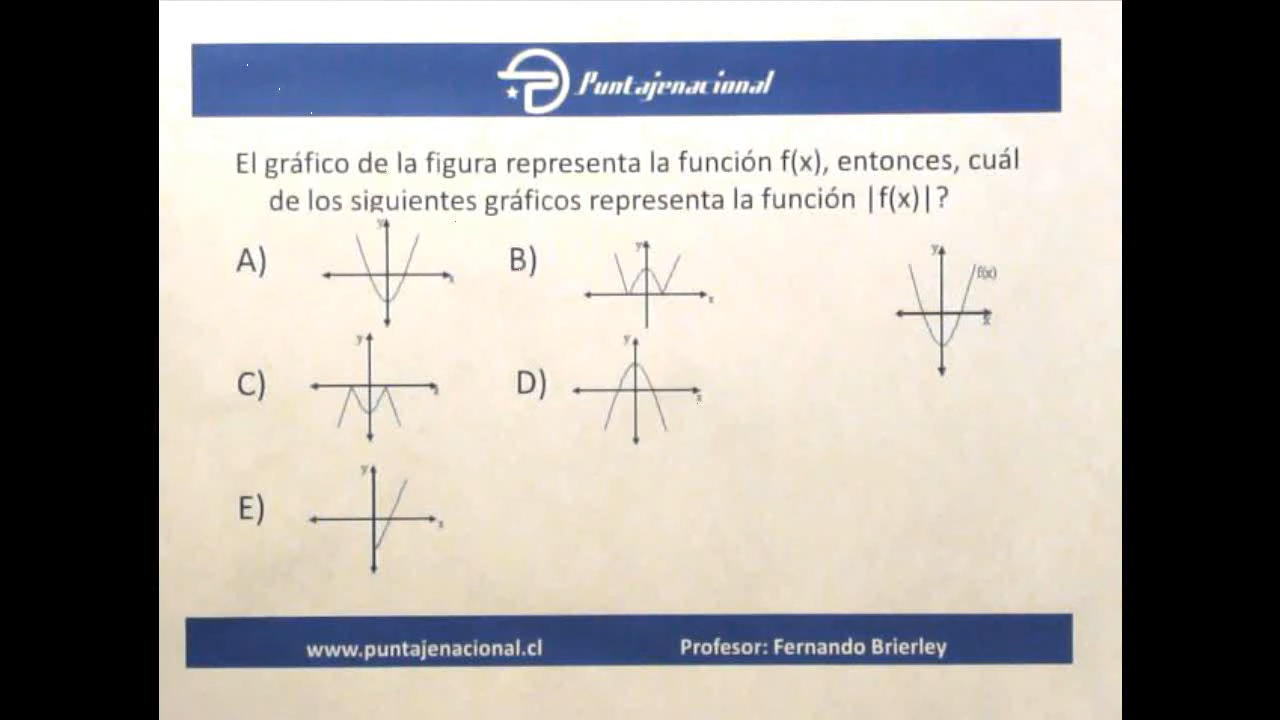 Puntajenacional
El gráfico de la figura representa la función f(x), entonces, cuál
de los siguientes gráficos representa la función |f(x)|?
A)
y
x
B)
y
x
y
f(x)
x
C)
y
x
D)
y
x
E)
y
x
www.puntajenacional.cl
Profesor: Fernando Brierley